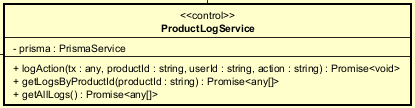 <<control>>
ProductLogService
- prisma : PrismaService
+ logAction(tx : any, productId : string, userId : string, action : string) : Promise<void>
+ getLogsByProductId(productId : string) : Promise<any[]>
+ getAllLogs() : Promise<any[]>